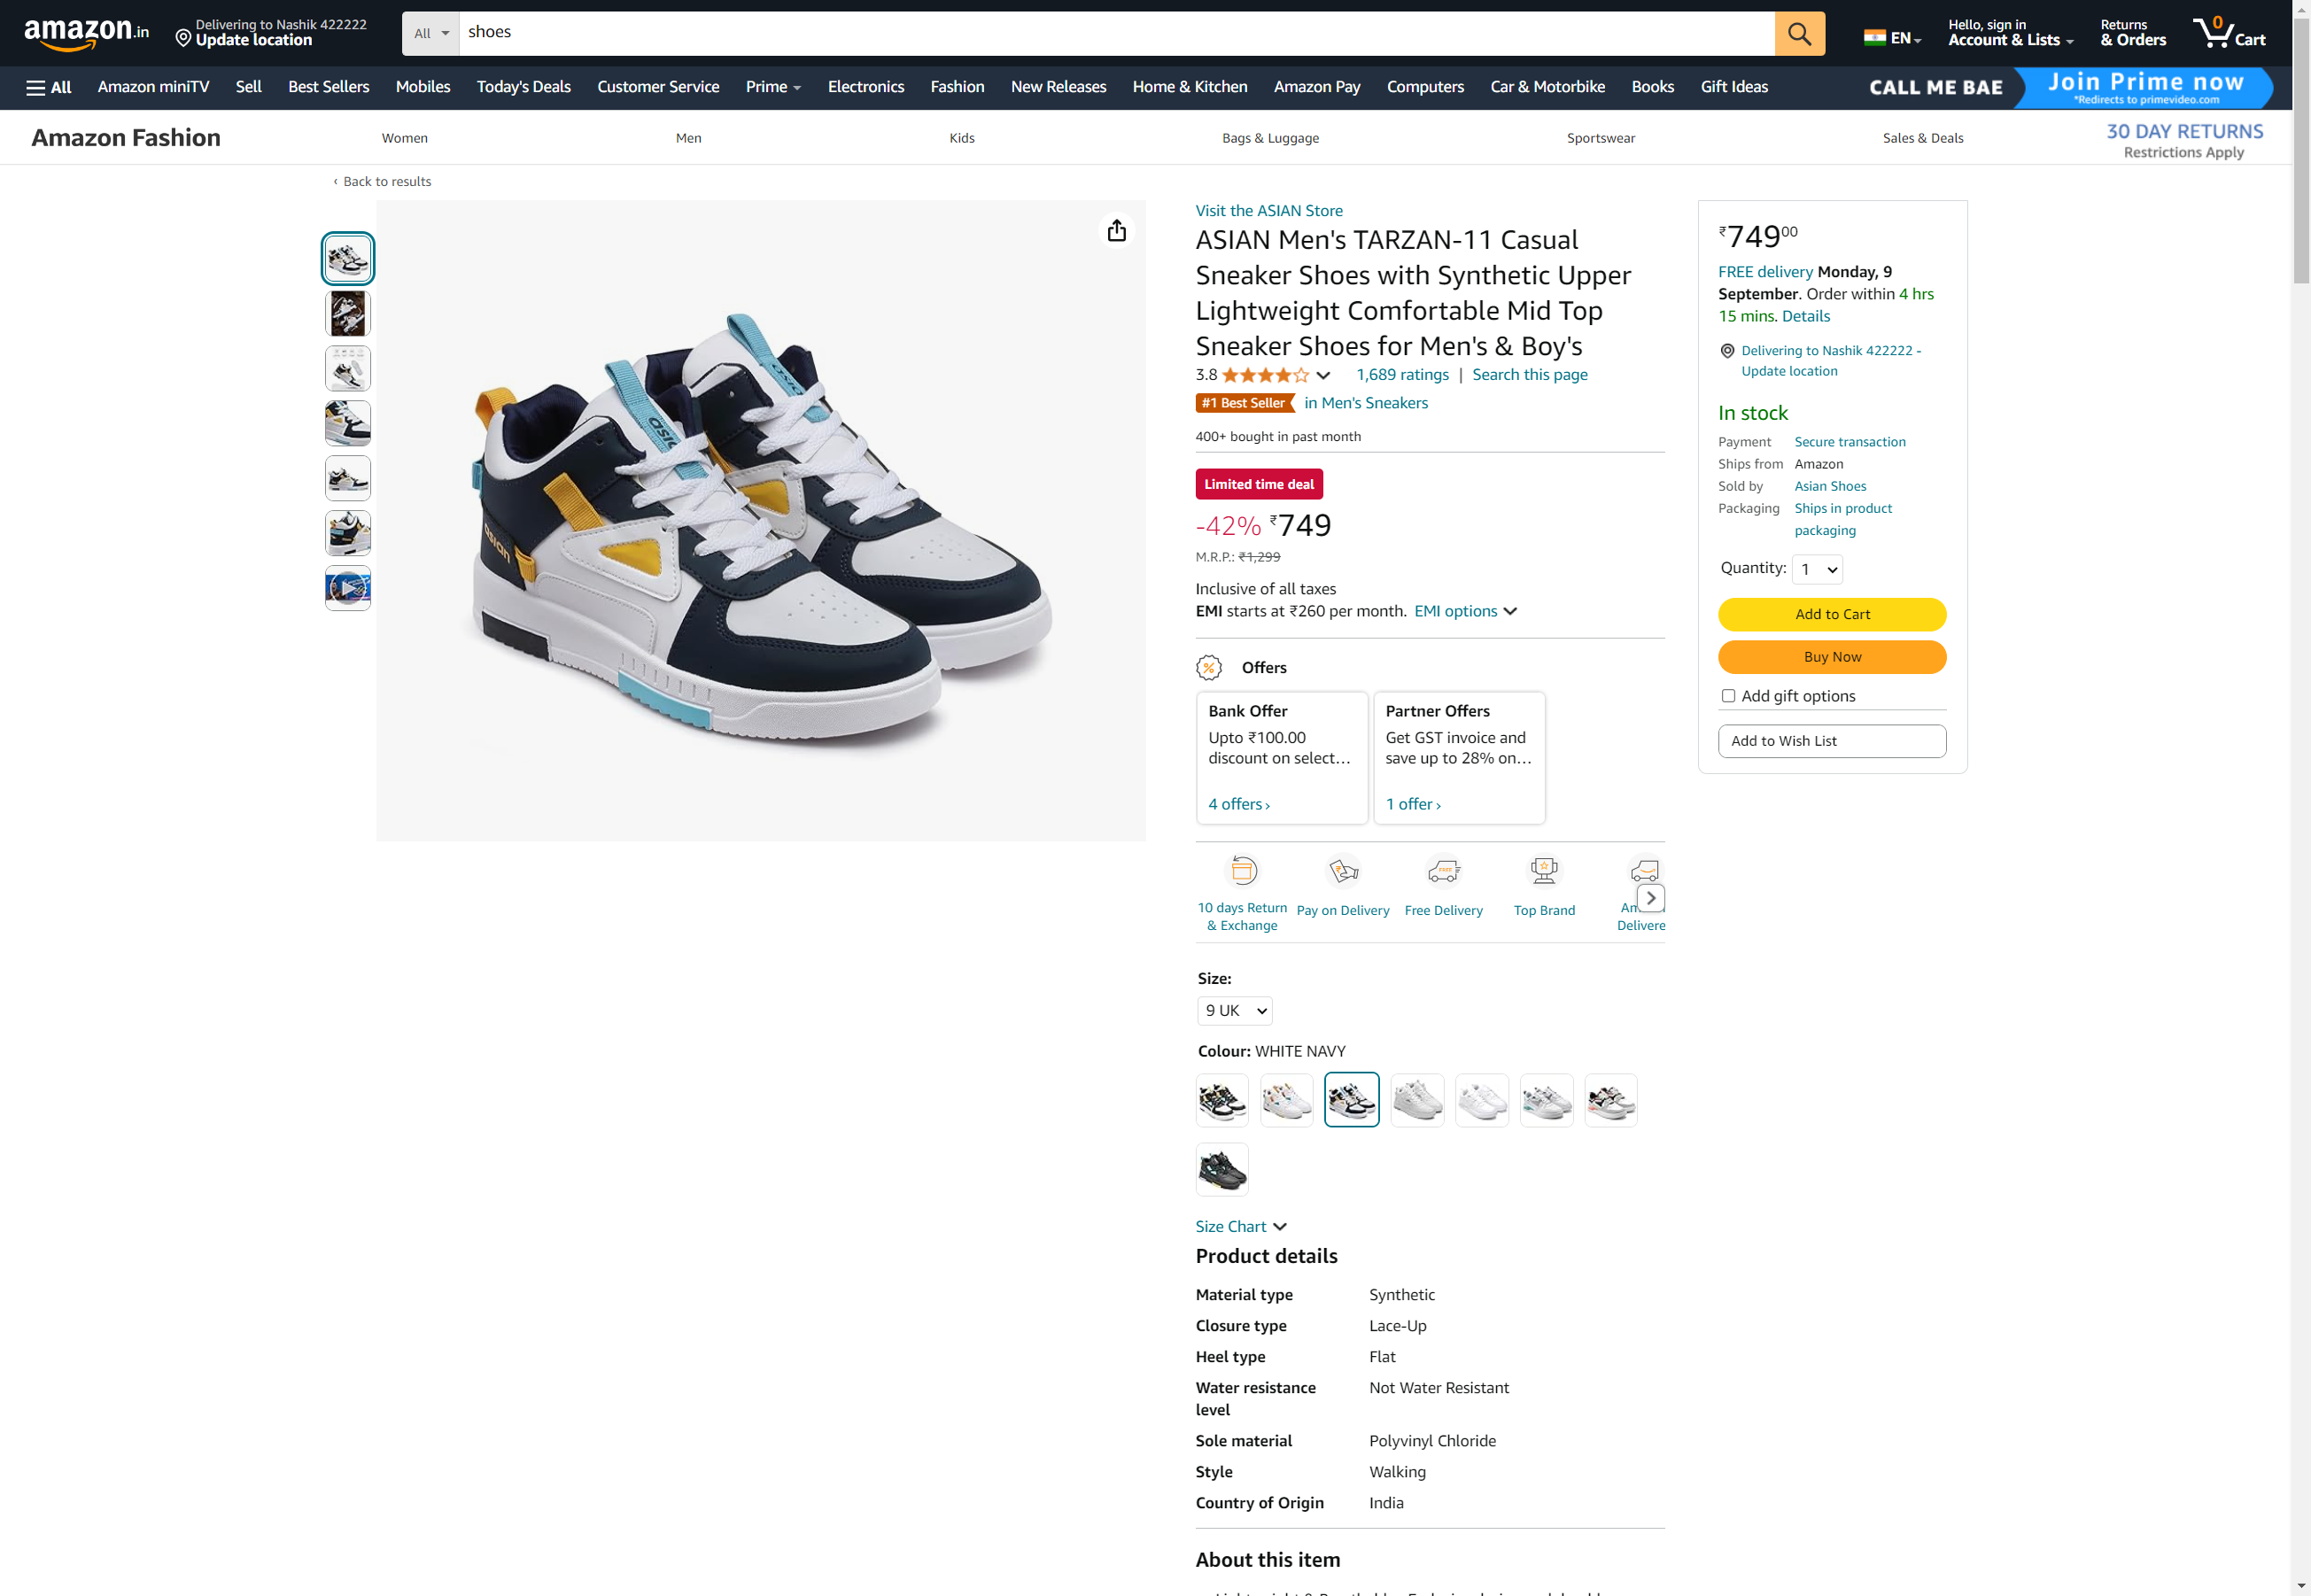 amazon.in
Delivering to Nashik 422222
Update location
All
shoes
EN
Hello, sign in
Account & Lists
Returns
& Orders
0
Cart
All
Amazon miniTV
Sell
Best Sellers
Mobiles
Today's Deals
Customer Service
Prime
Electronics
Fashion
New Releases
Home & Kitchen
Amazon Pay
Computers
Car & Motorbike
Books
Gift Ideas
CALL ME BAE
Join Prime now
*Redirects to primevideo.com
Amazon Fashion
Women
Men
Kids
Bags & Luggage
Sportswear
Sales & Deals
30 DAY RETURNS
Restrictions Apply
‹ Back to results
asian
Visit the ASIAN Store
ASIAN Men's TARZAN-11 Casual
Sneaker Shoes with Synthetic Upper
Lightweight Comfortable Mid Top
Sneaker Shoes for Men's & Boy's
3.8
1,689 ratings | Search this page
#1 Best Seller in Men's Sneakers
400+ bought in past month
Limited time deal
-42% ₹749
M.R.P.: ₹1,299
Inclusive of all taxes
EMI starts at ₹260 per month. EMI options
Offers
Bank Offer
Upto ₹100.00
discount on select…
4 offers ›
Partner Offers
Get GST invoice and
save up to 28% on…
1 offer ›
10 days Return
& Exchange
Pay on Delivery
FREE
Free Delivery
Top Brand
Delivere
Size:
9 UK
Colour: WHITE NAVY
Size Chart
Product details
Material type Synthetic
Closure type Lace-Up
Heel type Flat
Water resistance Not Water Resistant
level
Sole material Polyvinyl Chloride
Style Walking
Country of Origin India
About this item
₹74900
FREE delivery Monday, 9
September. Order within 4 hrs
15 mins. Details
Delivering to Nashik 422222 -
Update location
In stock
Payment Secure transaction
Ships from Amazon
Sold by Asian Shoes
Packaging Ships in product
packaging
Quantity: 1
Add to Cart
Buy Now
Add gift options
Add to Wish List